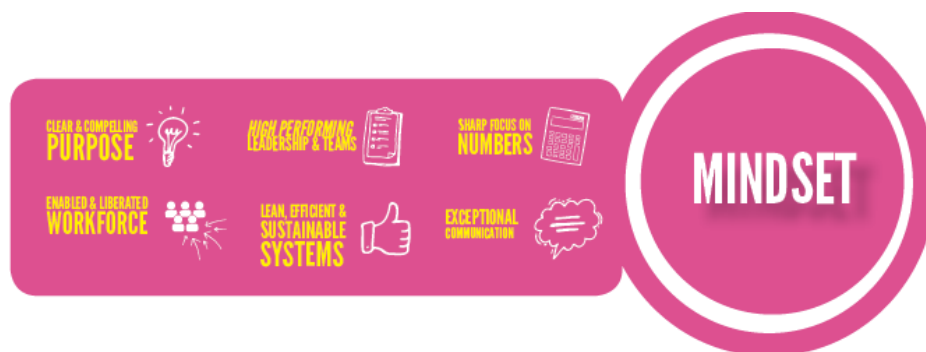 CLEAR & COMPELLING
PURPOSE
HIGH PERFORMING
LEADERSHIP & TEAMS
SHARP FOCUS ON
NUMBERS
ENABLED & LIBERATED
WORKFORCE
LEAN, EFFICIENT &
SUSTAINABLE
SYSTEMS
EXCEPTIONAL
COMMUNICATION
MINDSET